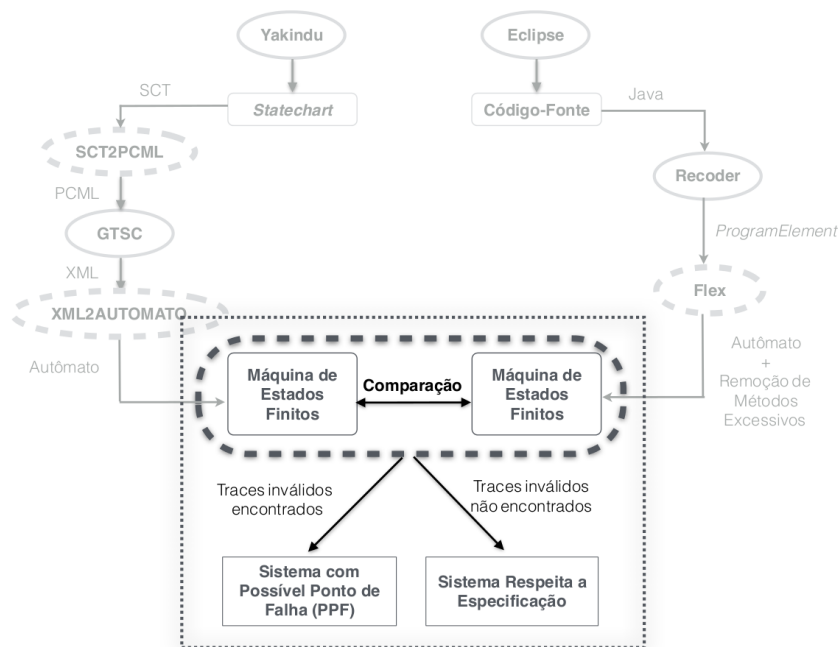 Yakindu
Eclipse
SCT
Statechart
Código-Fonte
Java
SCT2PCML
Recoder
PCML
GTSC
ProgramElement
XML
Flex
XML2AUTOMATO
Autômato
Autômato
+
Remoção de
Métodos
Excessivos
Máquina de
Estados
Finitos
Comparação
Máquina de
Estados
Finitos
Traces inválidos
encontrados
Traces inválidos
não encontrados
Sistema com
Possível Ponto de
Falha (PPF)
Sistema Respeita a
Especificação